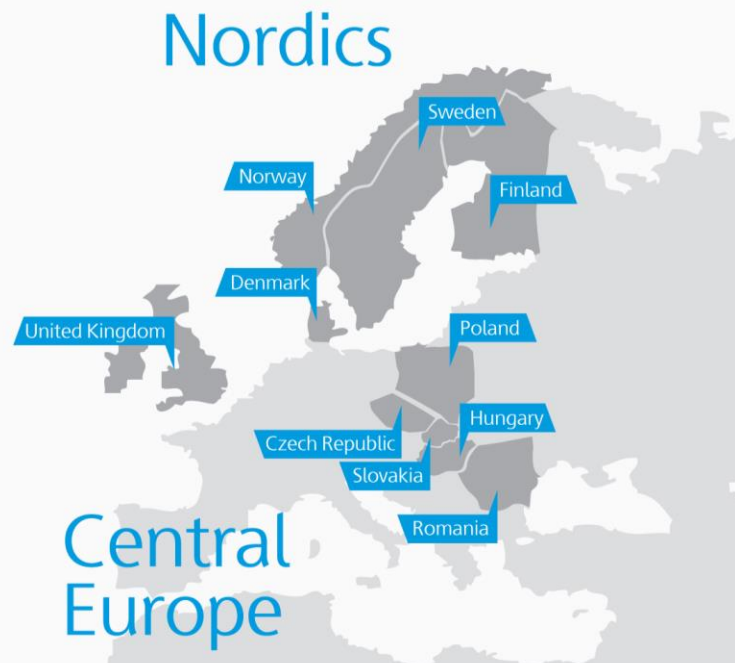 Nordics
Sweden
Norway
Finland
Denmark
United Kingdom
Poland
Hungary
Czech Republic
Slovakia
Romania
Central
Europe